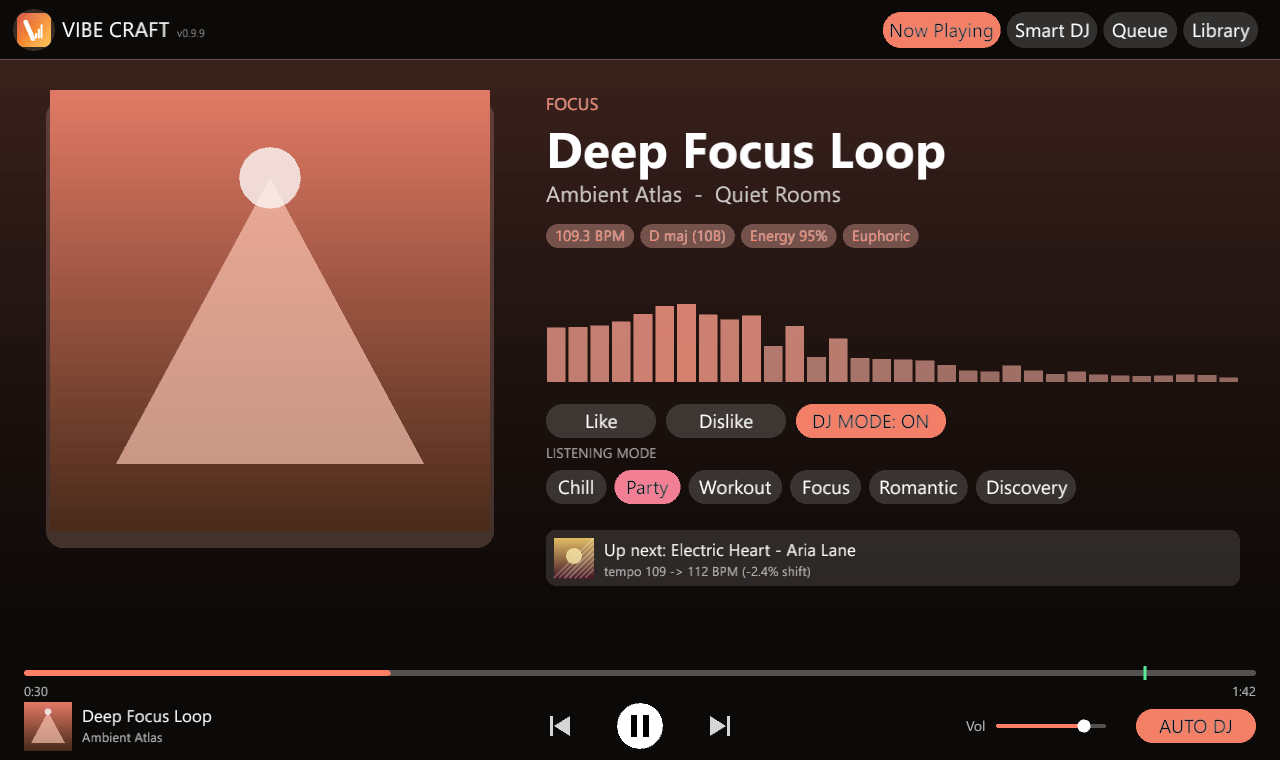 VIBE CRAFT v0.9.9
Now Playing Smart DJ Queue Library
FOCUS
Deep Focus Loop
Ambient Atlas - Quiet Rooms
109.3 BPM D maj (10B) Energy 95% Euphoric
Like Dislike DJ MODE: ON
LISTENING MODE
Chill Party Workout Focus Romantic Discovery
Up next: Electric Heart - Aria Lane
tempo 109 -> 112 BPM (-2.4% shift)
0:30 1:42
Deep Focus Loop
Ambient Atlas
Vol AUTO DJ